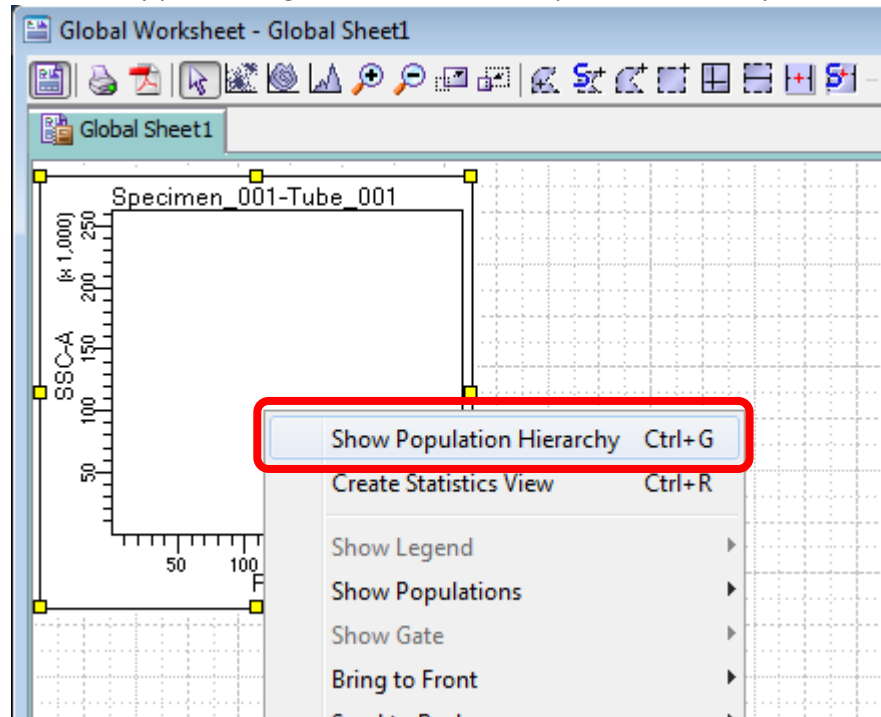 Global Worksheet - Global Sheet1
Global Sheet1
Specimen_001-Tube_001
SSC-A (x 1,000)
250
200
150
100
50
50 100
F
Show Population Hierarchy Ctrl+G
Create Statistics View Ctrl+R
Show Legend
Show Populations
Show Gate
Bring to Front